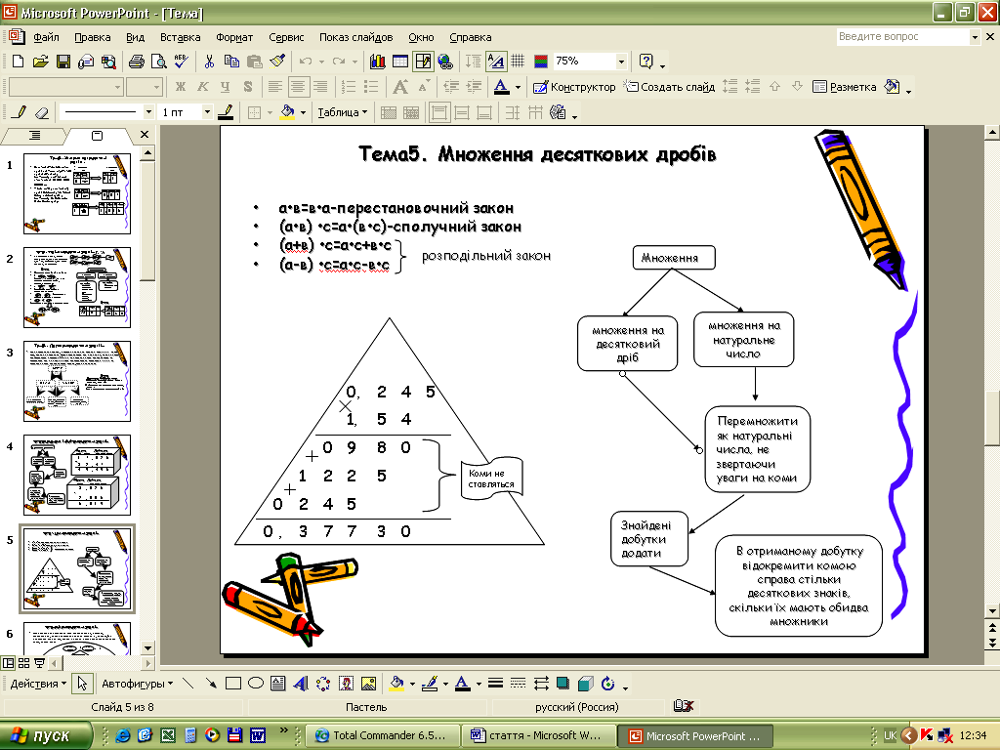 Microsoft PowerPoint - [Тема]
Файл Правка Вид Вставка Формат Сервис Показ слайдов Окно Справка
Введите вопрос
75%
Ж К Ч S
Конструктор Создать слайд Разметка
1 пт
Таблица
1
2
3
4
5
6
Тема5. Множення десяткових дробів
• а•в=в•а-перестановочний закон
• (а•в) •с=а•(в•с)-сполучний закон
• (а+в) •с=а•с+в•с
• (а-в) •с=а•с-в•с
розподільний закон
Множення
множення на
десятковий
дріб
множення на
натуральне
число
Перемножити
як натуральні
числа, не
звертаючи
уваги на коми
Знайдені
добутки
додати
В отриманому добутку
відокремити комою
справа стільки
десяткових знаків,
скільки їх мають обидва
множники
0, 2 4 5
×
1, 5 4
0 9 8 0
+
1 2 2 5
+
0 2 4 5
0, 3 7 7 3 0
Коми не
ставляться
Действия Автофигуры
Слайд 5 из 8 Пастель русский (Россия)
пуск
Total Commander 6.5...
стаття - Microsoft W...
Microsoft PowerPoint ...
UK
12:34